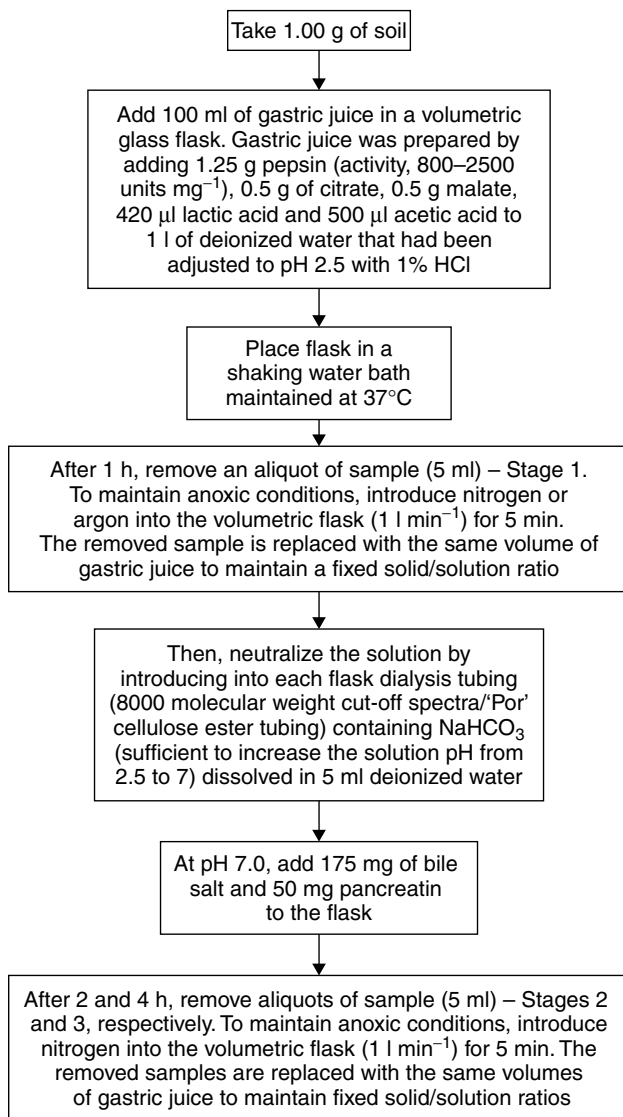 Take 1.00 g of soil
Add 100 ml of gastric juice in a volumetric
glass flask. Gastric juice was prepared by
adding 1.25 g pepsin (activity, 800–2500
units mg⁻¹), 0.5 g of citrate, 0.5 g malate,
420 μl lactic acid and 500 μl acetic acid to
1 l of deionized water that had been
adjusted to pH 2.5 with 1% HCl
Place flask in a
shaking water bath
maintained at 37°C
After 1 h, remove an aliquot of sample (5 ml) – Stage 1.
To maintain anoxic conditions, introduce nitrogen or
argon into the volumetric flask (1 l min⁻¹) for 5 min.
The removed sample is replaced with the same volume of
gastric juice to maintain a fixed solid/solution ratio
Then, neutralize the solution by
introducing into each flask dialysis tubing
(8000 molecular weight cut-off spectra/‘Por’
cellulose ester tubing) containing NaHCO₃
(sufficient to increase the solution pH from
2.5 to 7) dissolved in 5 ml deionized water
At pH 7.0, add 175 mg of bile
salt and 50 mg pancreatin
to the flask
After 2 and 4 h, remove aliquots of sample (5 ml) – Stages 2
and 3, respectively. To maintain anoxic conditions, introduce
nitrogen into the volumetric flask (1 l min⁻¹) for 5 min. The
removed samples are replaced with the same volumes
of gastric juice to maintain fixed solid/solution ratios